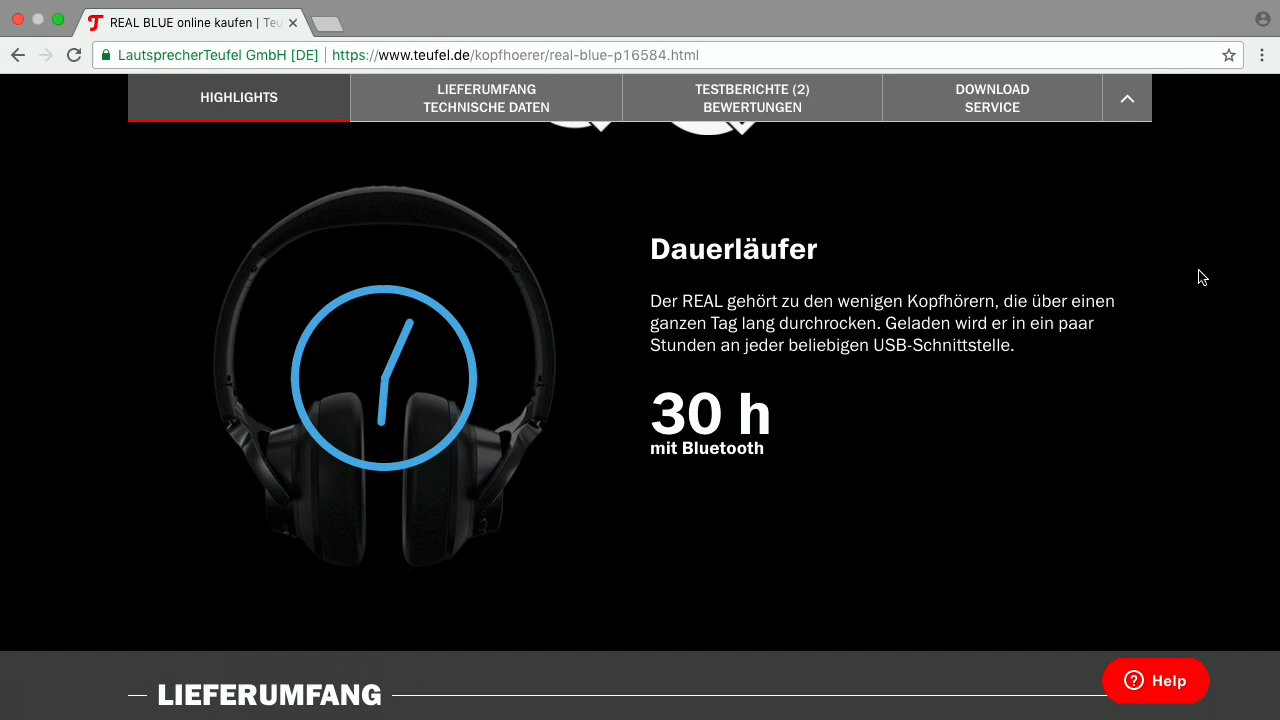 REAL BLUE online kaufen | Teu
LautsprecherTeufel GmbH [DE] | https://www.teufel.de/kopfhoerer/real-blue-p16584.html
HIGHLIGHTS
LIEFERUMFANG
TECHNISCHE DATEN
TESTBERICHTE (2)
BEWERTUNGEN
DOWNLOAD
SERVICE
Dauerläufer
Der REAL gehört zu den wenigen Kopfhörern, die über einen
ganzen Tag lang durchrocken. Geladen wird er in ein paar
Stunden an jeder beliebigen USB-Schnittstelle.
30 h
mit Bluetooth
LIEFERUMFANG
Help